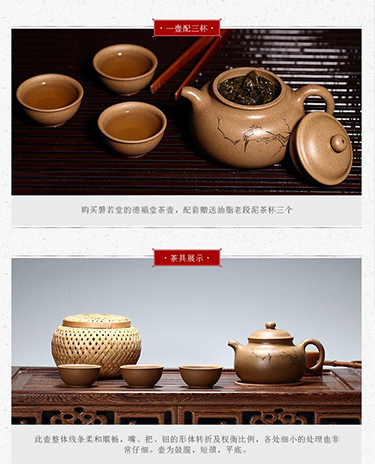 一壶配三杯
购买磐若堂的德福堂茶壶，配套赠送油脂老段泥茶杯三个
茶具展示
此壶整体线条柔和顺畅，嘴、把、钮的形体转折及权衡比例，各处细小的处理也非
常仔细。壶为鼓腹，短颈，平底。